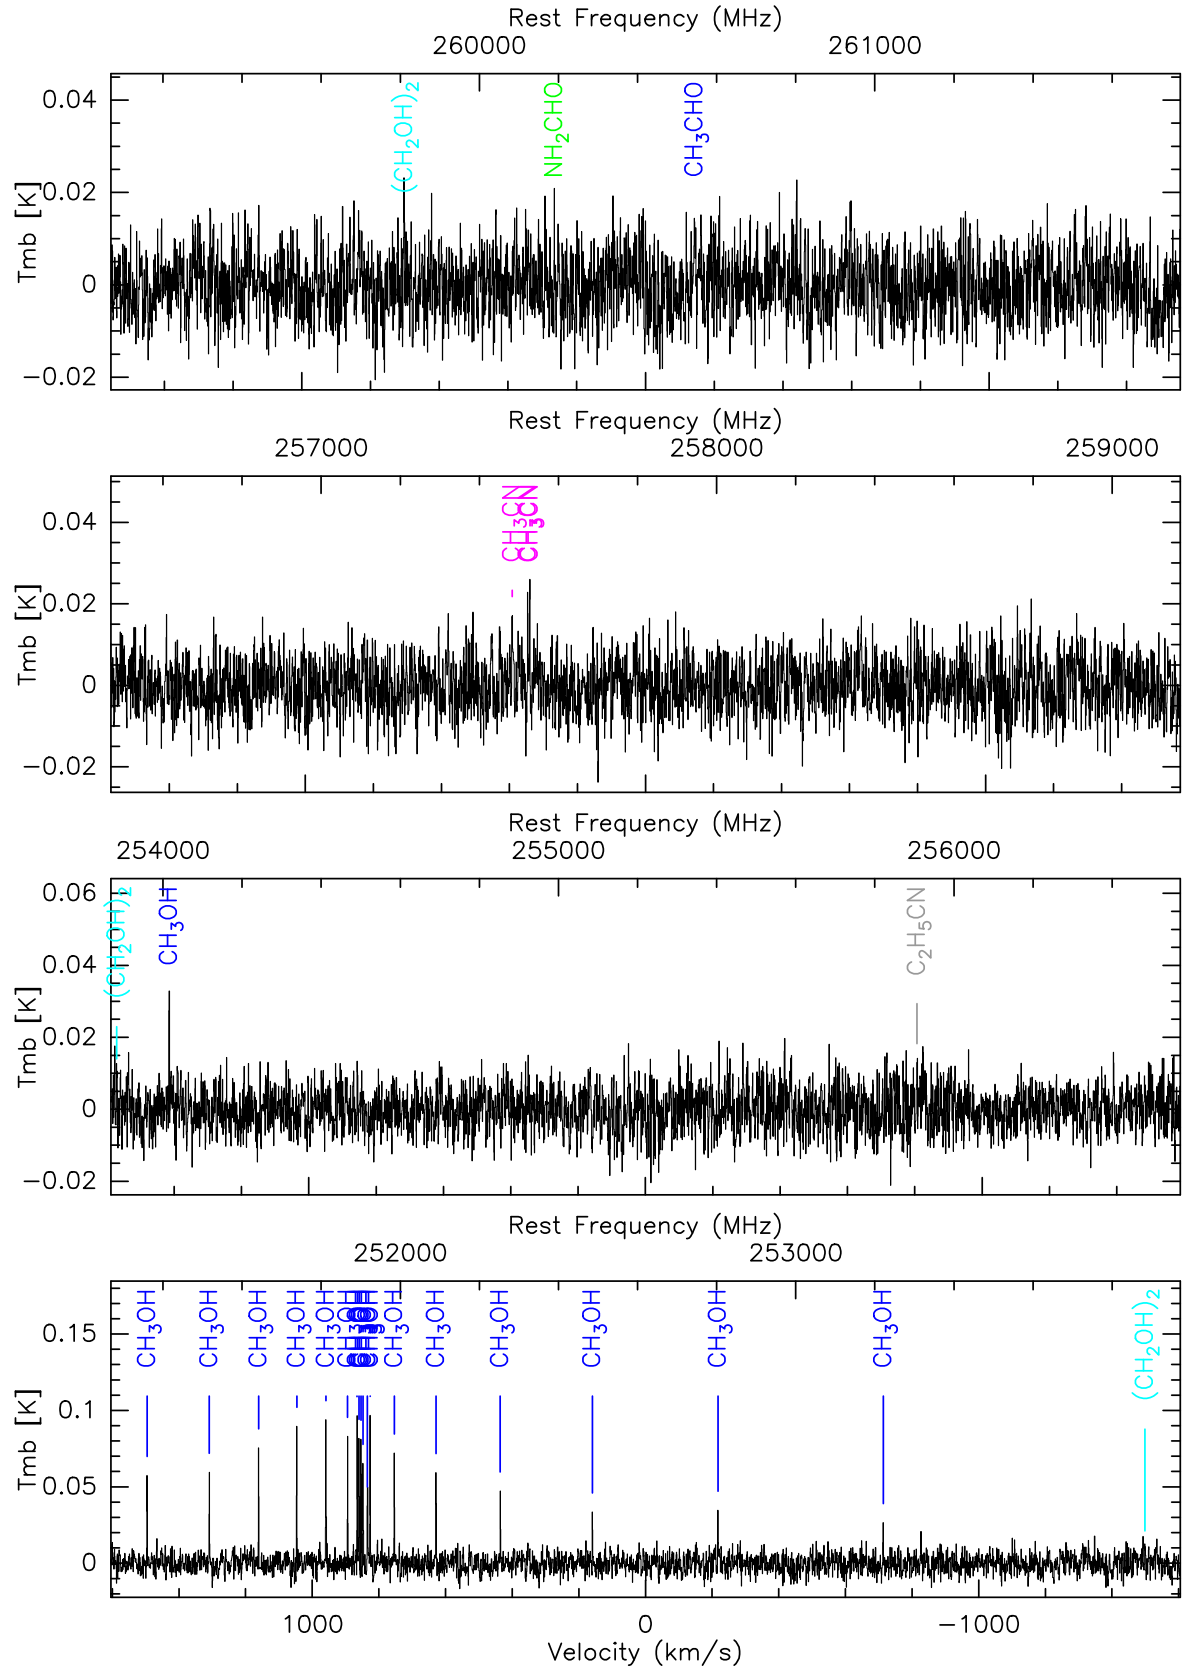 Rest Frequency (MHz)
260000 261000
(CH2OH)2 NH2CHO CH3CHO
Tmb [K]
0.04
0.02
0
−0.02
Rest Frequency (MHz)
257000 258000 259000
CH3CN CH3CN
Tmb [K]
0.04
0.02
0
−0.02
Rest Frequency (MHz)
254000 255000 256000
(CH2OH)2 CH3OH C2H5CN
Tmb [K]
0.06
0.04
0.02
0
−0.02
Rest Frequency (MHz)
252000 253000
CH3OH CH3OH CH3OH CH3OH CH3OH CH3OH CH3OH CH3OH CH3OH CH3OH CH3OH CH3OH (CH2OH)2
Tmb [K]
0.15
0.1
0.05
0
1000 0 −1000
Velocity (km/s)